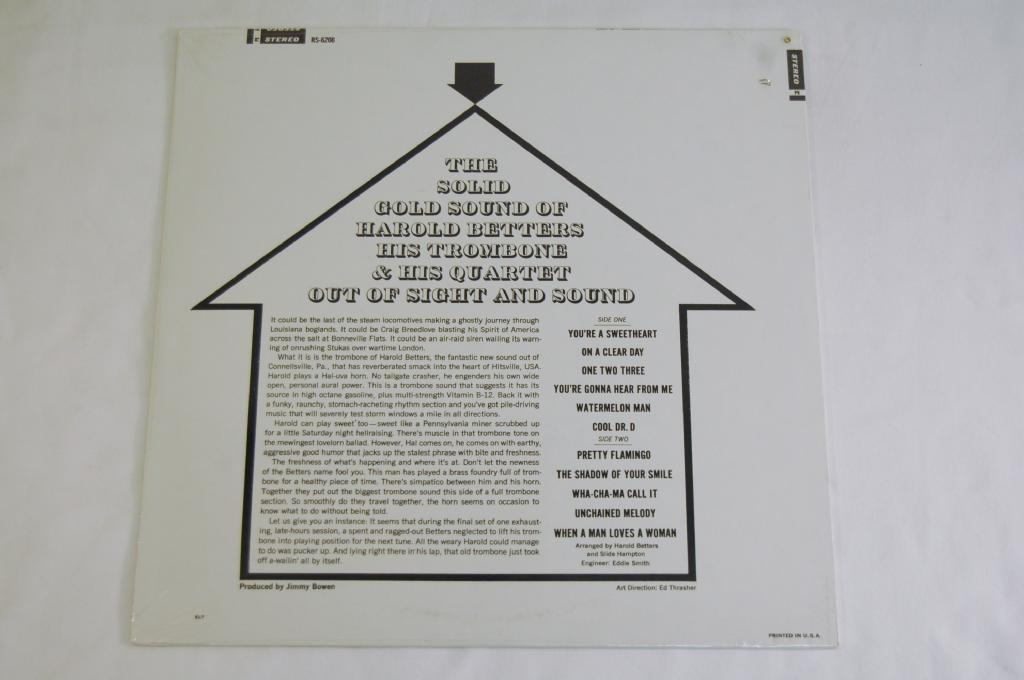 STEREO RS-6208
STEREO
THE
SOLID
GOLD SOUND OF
HAROLD BETTERS
HIS TROMBONE
& HIS QUARTET
OUT OF SIGHT AND SOUND
It could be the last of the steam locomotives making a ghostly journey through
Louisiana boglands. It could be Craig Breedlove blasting his Spirit of America
across the salt at Bonneville Flats. It could be an air-raid siren wailing its warn-
ing of onrushing Stukas over wartime London.
What it is is the trombone of Harold Betters, the fantastic new sound out of
Connellsville, Pa., that has reverberated smack into the heart of Hitsville, USA.
Harold plays a Hal-uva horn. No tailgate crasher, he engenders his own wide
open, personal aural power. This is a trombone sound that suggests it has its
source in high octane gasoline, plus multi-strength Vitamin B-12. Back it with
a funky, raunchy, stomach-racheting rhythm section and you've got pile-driving
music that will severely test storm windows a mile in all directions.
Harold can play sweet too—sweet like a Pennsylvania miner scrubbed up
for a little Saturday night hellraising. There's muscle in that trombone tone on
the mewingest lovelorn ballad. However, Hal comes on, he comes on with earthy,
aggressive good humor that jacks up the stalest phrase with bite and freshness.
The freshness of what's happening and where it's at. Don't let the newness
of the Betters name fool you. This man has played a brass foundry full of trom-
bone for a healthy piece of time. There's simpatico between him and his horn.
Together they put out the biggest trombone sound this side of a full trombone
section. So smoothly do they travel together, the horn seems on occasion to
know what to do without being told.
Let us give you an instance: It seems that during the final set of one exhaust-
ing, late-hours session, a spent and ragged-out Betters neglected to lift his trom-
bone into playing position for the next tune. All the weary Harold could manage
to do was pucker up. And lying right there in his lap, that old trombone just took
off a-wailin' all by itself.
SIDE ONE
YOU'RE A SWEETHEART
ON A CLEAR DAY
ONE TWO THREE
YOU'RE GONNA HEAR FROM ME
WATERMELON MAN
COOL DR. D
SIDE TWO
PRETTY FLAMINGO
THE SHADOW OF YOUR SMILE
WHA-CHA-MA CALL IT
UNCHAINED MELODY
WHEN A MAN LOVES A WOMAN
Arranged by Harold Betters
and Slide Hampton
Engineer: Eddie Smith
Produced by Jimmy Bowen
Art Direction: Ed Thrasher
PRINTED IN U.S.A.